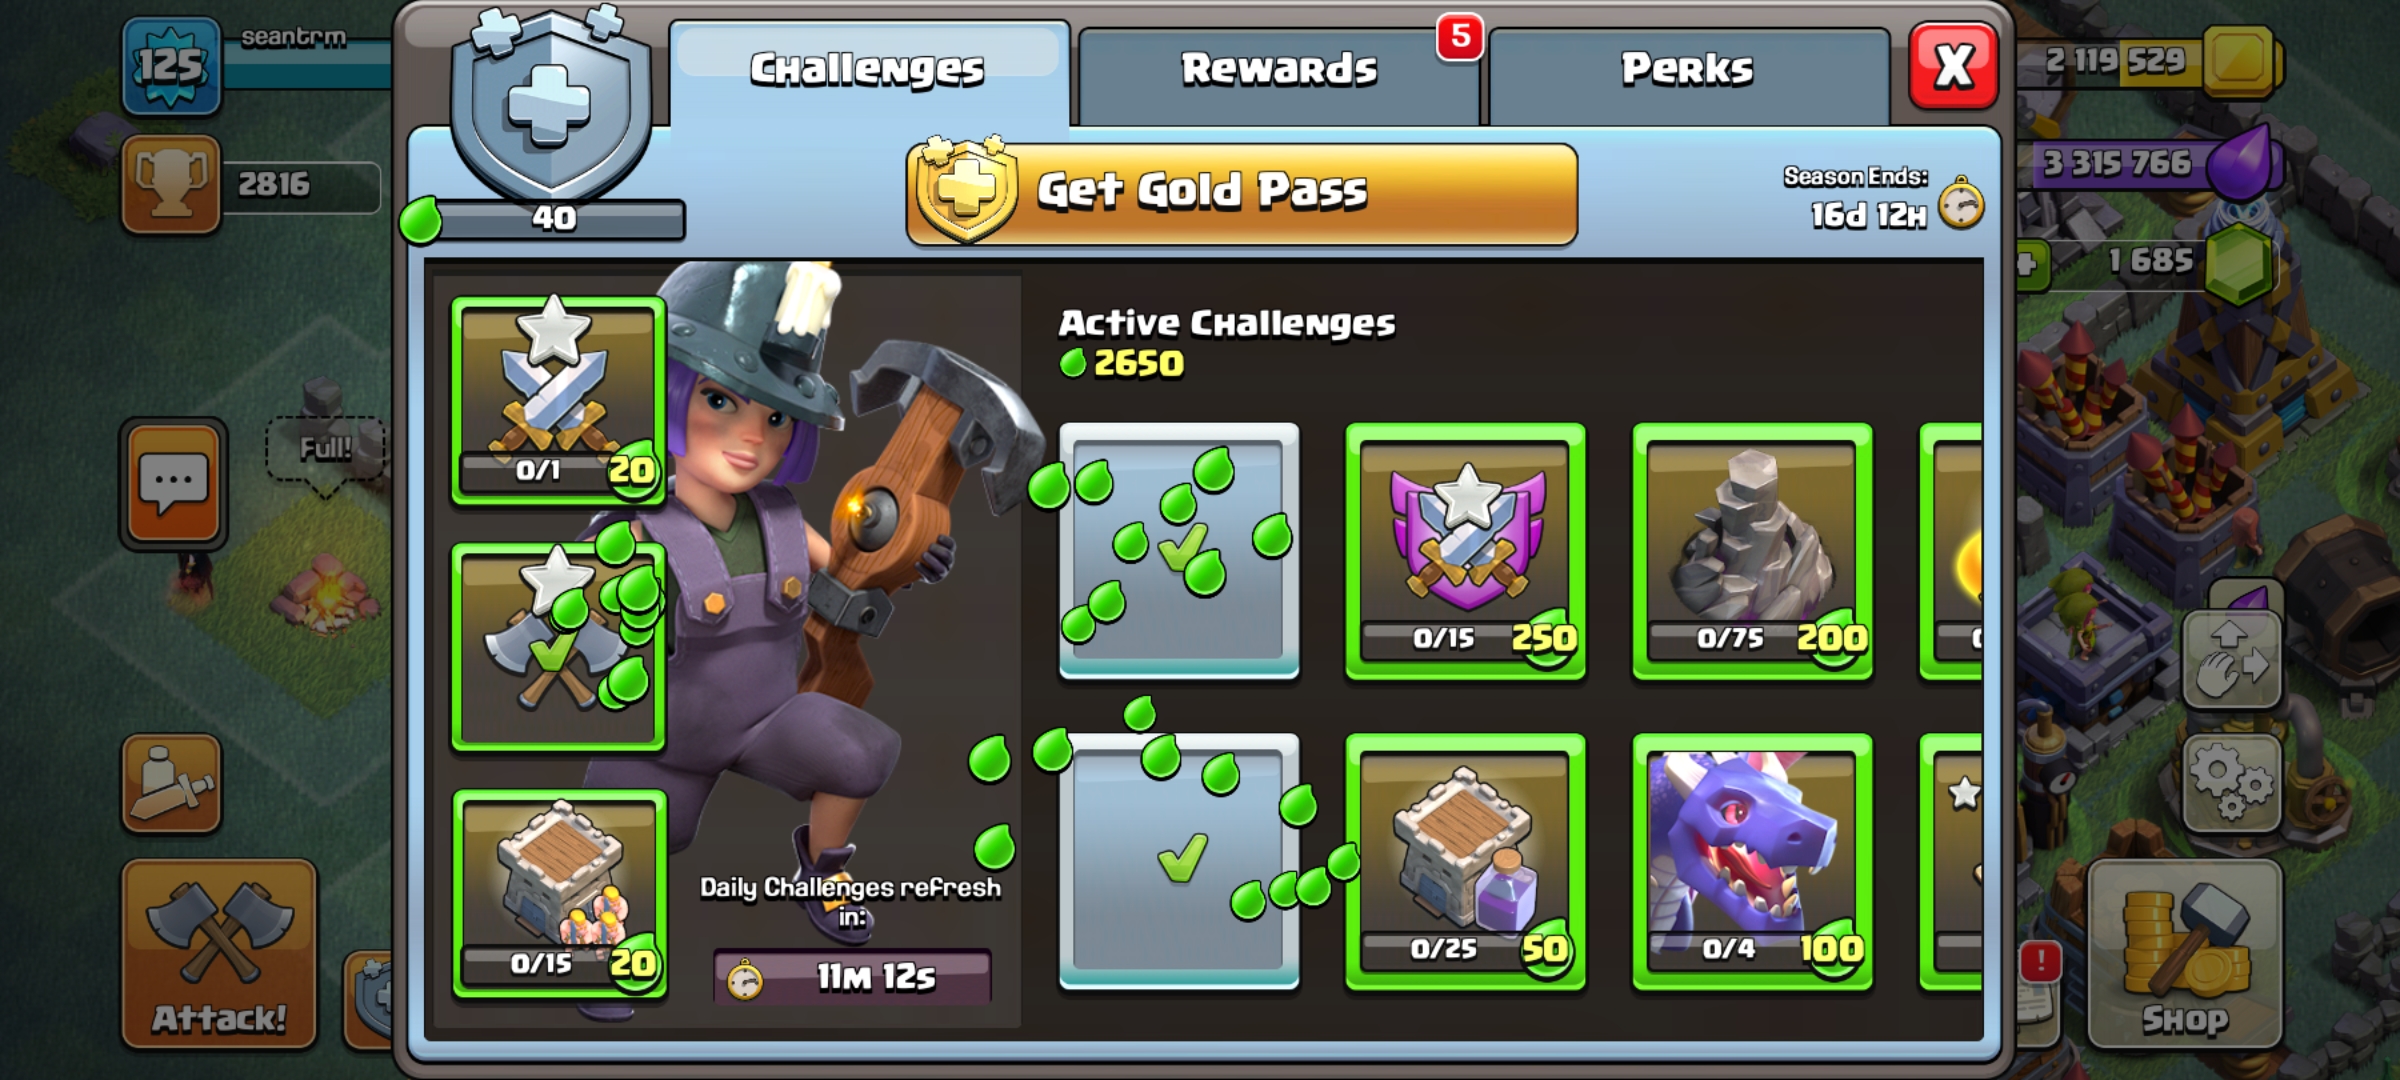 125
seantrm
2816
Challenges
Rewards
5
Perks
X
2 119 529
40
Get Gold Pass
Season Ends:
16d 12H
3 315 766
1 685
Full!
0/1
20
0/15
20
Daily Challenges refresh
in:
11M 12s
Active Challenges
2650
0/15
250
0/75
200
0/25
50
0/4
100
Attack!
!
Shop